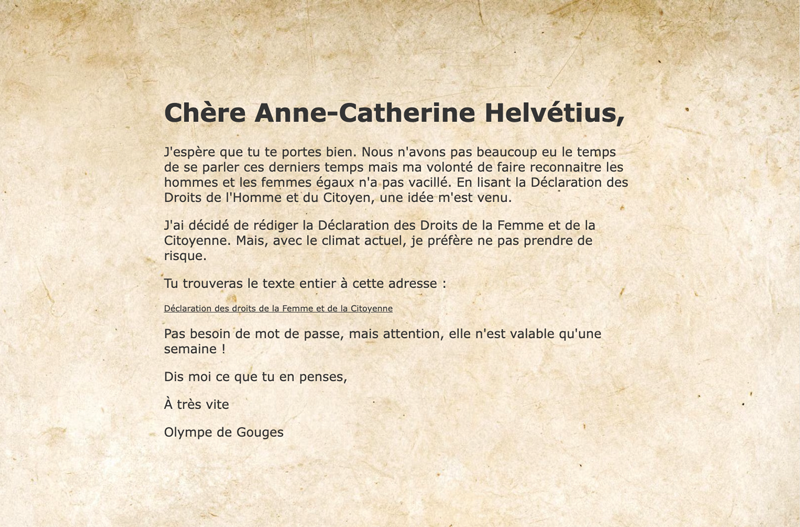 Chère Anne-Catherine Helvétius,
J'espère que tu te portes bien. Nous n'avons pas beaucoup eu le temps
de se parler ces derniers temps mais ma volonté de faire reconnaitre les
hommes et les femmes égaux n'a pas vacillé. En lisant la Déclaration des
Droits de l'Homme et du Citoyen, une idée m'est venu.
J'ai décidé de rédiger la Déclaration des Droits de la Femme et de la
Citoyenne. Mais, avec le climat actuel, je préfère ne pas prendre de
risque.
Tu trouveras le texte entier à cette adresse :
Déclaration des droits de la Femme et de la Citoyenne
Pas besoin de mot de passe, mais attention, elle n'est valable qu'une
semaine !
Dis moi ce que tu en penses,
À très vite
Olympe de Gouges